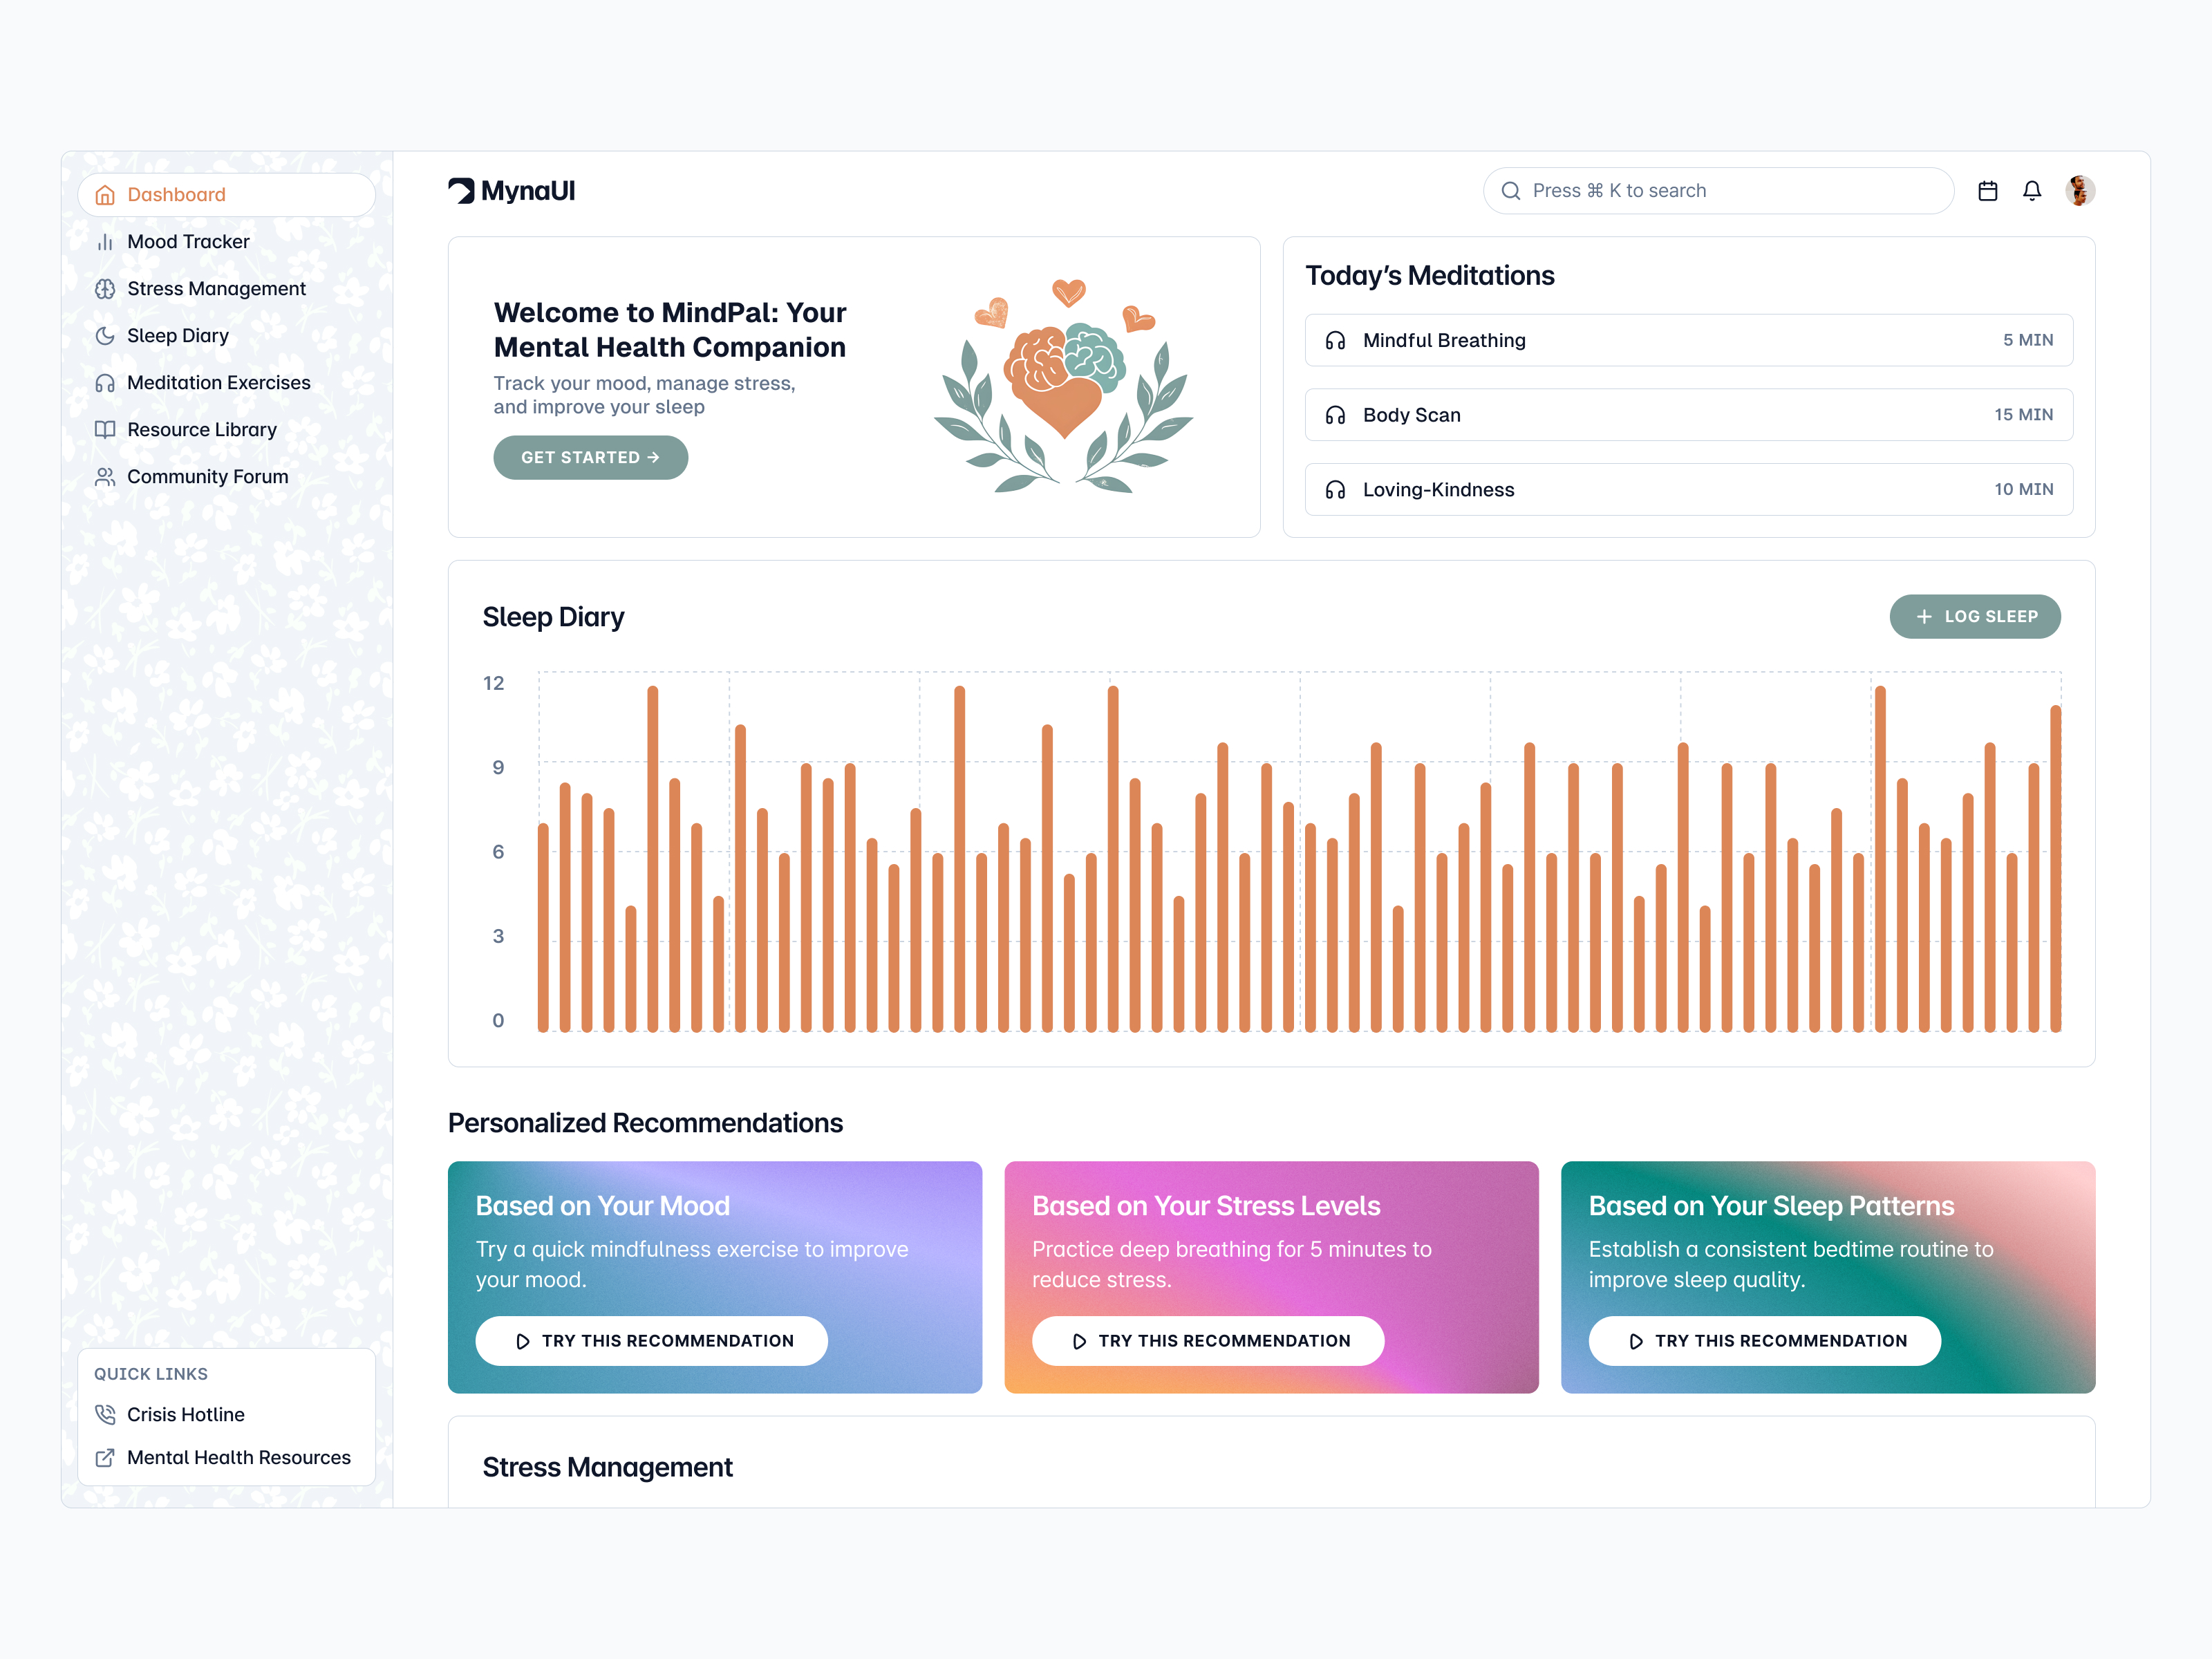 Dashboard
Mood Tracker
Stress Management
Sleep Diary
Meditation Exercises
Resource Library
Community Forum
QUICK LINKS
Crisis Hotline
Mental Health Resources
MynaUI
Press ⌘ K to search
Welcome to MindPal: Your
Mental Health Companion
Track your mood, manage stress,
and improve your sleep
GET STARTED →
Today’s Meditations
Mindful Breathing 5 MIN
Body Scan 15 MIN
Loving-Kindness 10 MIN
Sleep Diary
+ LOG SLEEP
12
9
6
3
0
Personalized Recommendations
Based on Your Mood
Try a quick mindfulness exercise to improve
your mood.
TRY THIS RECOMMENDATION
Based on Your Stress Levels
Practice deep breathing for 5 minutes to
reduce stress.
TRY THIS RECOMMENDATION
Based on Your Sleep Patterns
Establish a consistent bedtime routine to
improve sleep quality.
TRY THIS RECOMMENDATION
Stress Management